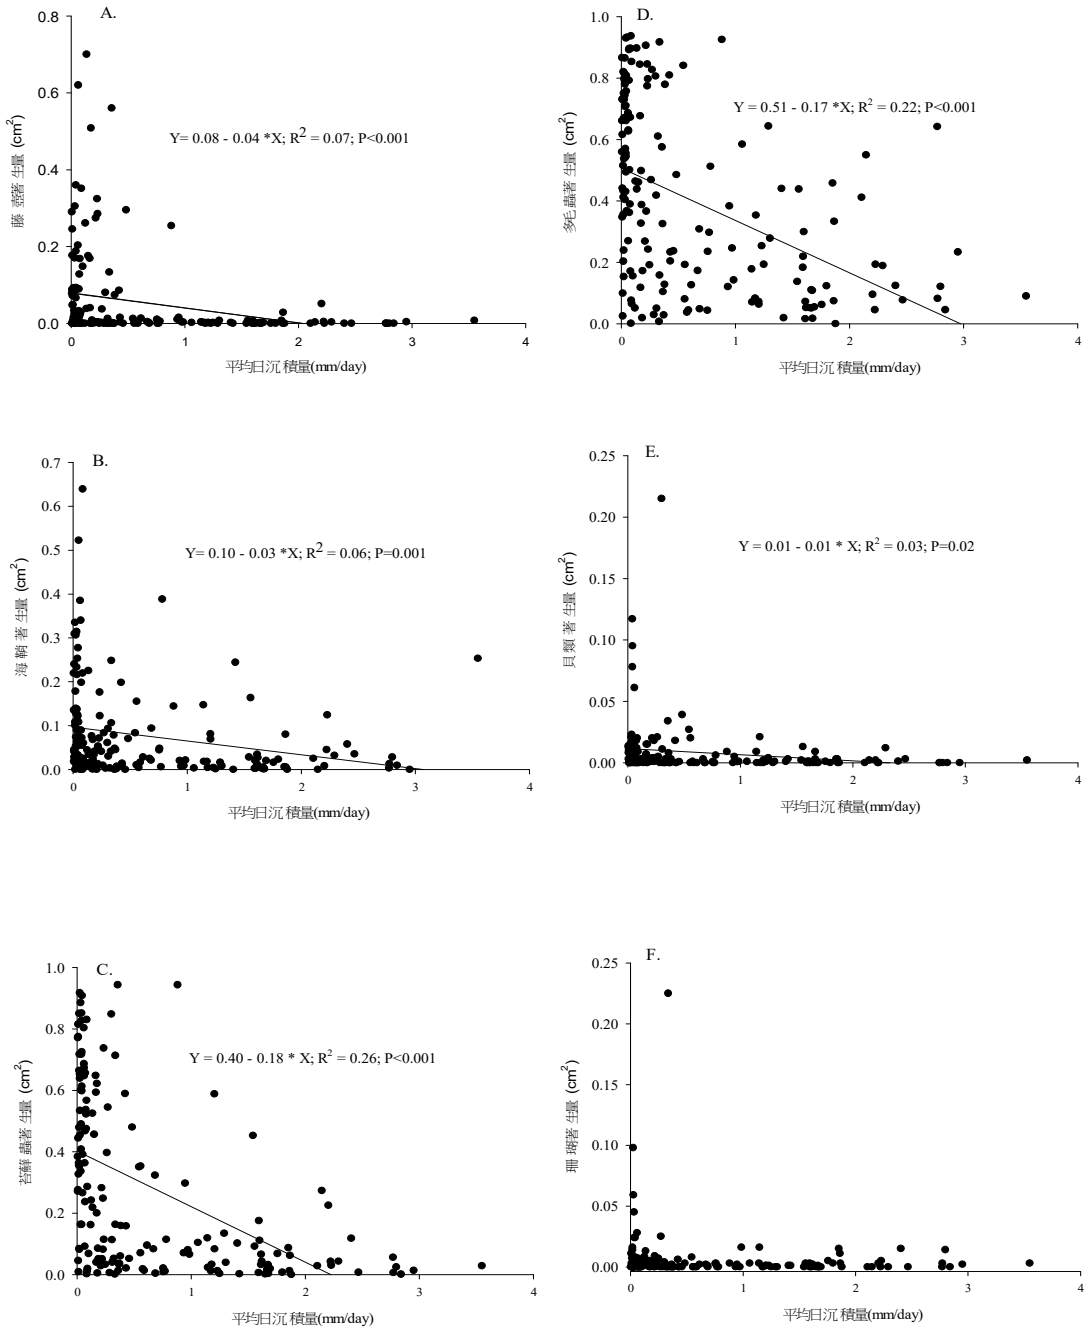 A.
0.8
0.6
0.4
0.2
0.0
藤壺著生量 (cm²)
Y= 0.08 - 0.04 *X; R² = 0.07; P<0.001
0 1 2 3 4
平均日沉積量(mm/day)
D.
1.0
0.8
0.6
0.4
0.2
0.0
多毛蟲著生量 (cm²)
Y = 0.51 - 0.17 *X; R² = 0.22; P<0.001
0 1 2 3 4
平均日沉積量(mm/day)
B.
0.7
0.6
0.5
0.4
0.3
0.2
0.1
0.0
海鞘著生量 (cm²)
Y= 0.10 - 0.03 *X; R² = 0.06; P=0.001
0 1 2 3 4
平均日沉積量(mm/day)
E.
0.25
0.20
0.15
0.10
0.05
0.00
貝類著生量 (cm²)
Y = 0.01 - 0.01 * X; R² = 0.03; P=0.02
0 1 2 3 4
平均日沉積量(mm/day)
C.
1.0
0.8
0.6
0.4
0.2
0.0
苔蘚蟲著生量 (cm²)
Y = 0.40 - 0.18 * X; R² = 0.26; P<0.001
0 1 2 3 4
平均日沉積量(mm/day)
F.
0.25
0.20
0.15
0.10
0.05
0.00
珊瑚著生量 (cm²)
0 1 2 3 4
平均日沉積量(mm/day)